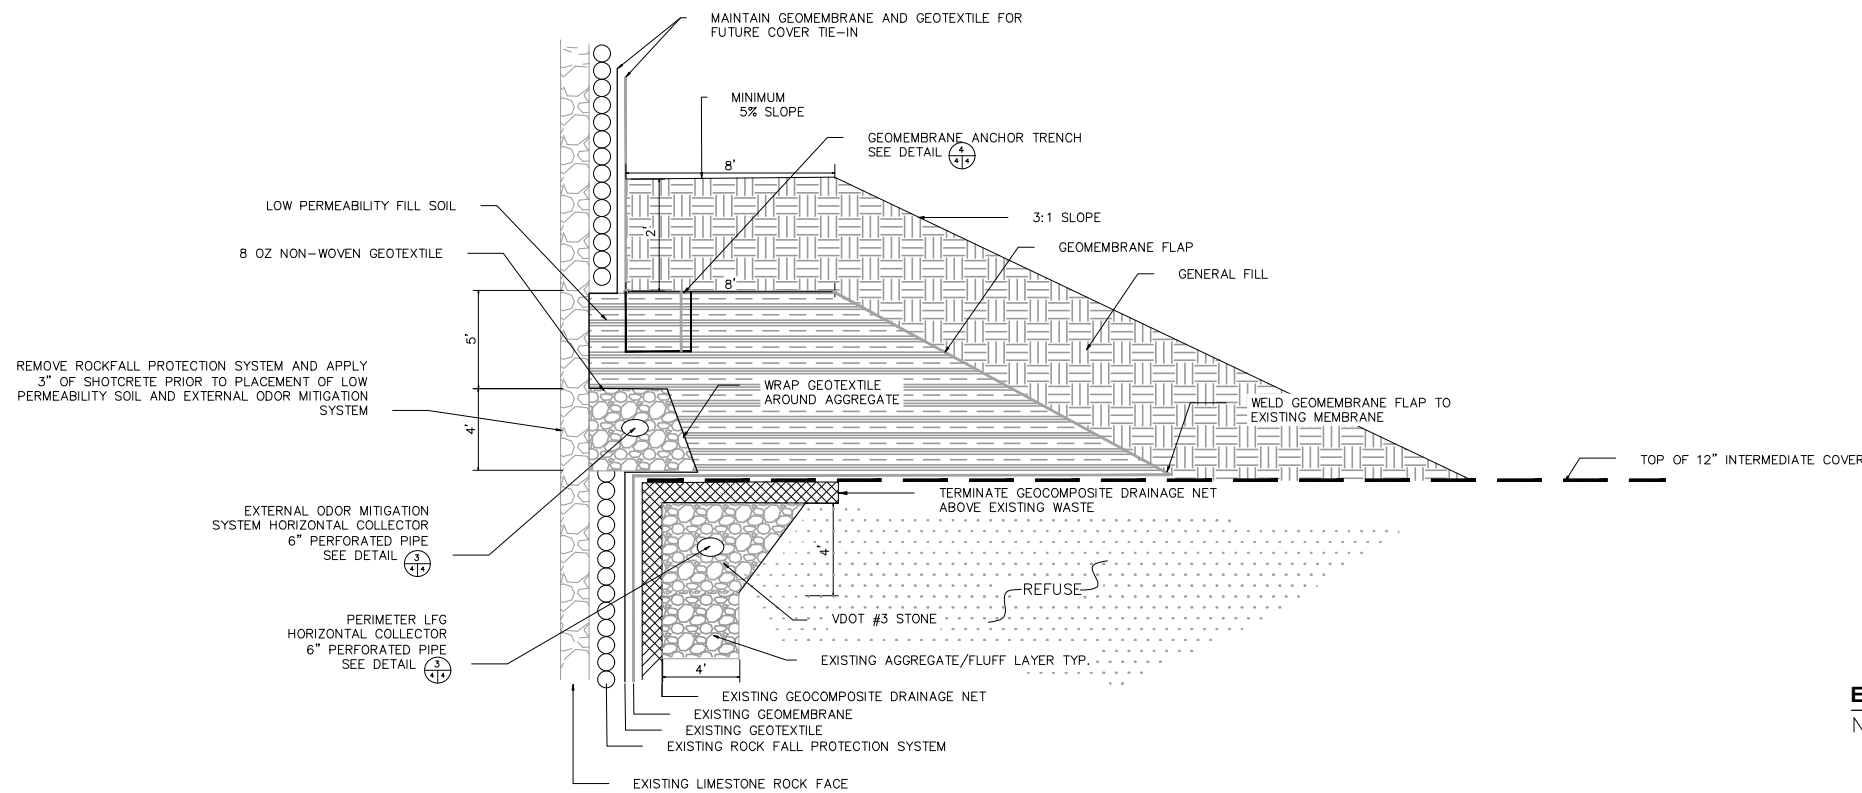 MAINTAIN GEOMEMBRANE AND GEOTEXTILE FOR
FUTURE COVER TIE-IN
MINIMUM
5% SLOPE
GEOMEMBRANE ANCHOR TRENCH
SEE DETAIL 4
4 4
8'
LOW PERMEABILITY FILL SOIL
3:1 SLOPE
2'
8 OZ NON-WOVEN GEOTEXTILE
GEOMEMBRANE FLAP
GENERAL FILL
8'
5'
REMOVE ROCKFALL PROTECTION SYSTEM AND APPLY
3" OF SHOTCRETE PRIOR TO PLACEMENT OF LOW
PERMEABILITY SOIL AND EXTERNAL ODOR MITIGATION
SYSTEM
WRAP GEOTEXTILE
AROUND AGGREGATE
WELD GEOMEMBRANE FLAP TO
EXISTING MEMBRANE
4'
TOP OF 12" INTERMEDIATE COVER
TERMINATE GEOCOMPOSITE DRAINAGE NET
ABOVE EXISTING WASTE
EXTERNAL ODOR MITIGATION
SYSTEM HORIZONTAL COLLECTOR
6" PERFORATED PIPE
SEE DETAIL 3
4 4
4'
REFUSE
PERIMETER LFG
HORIZONTAL COLLECTOR
6" PERFORATED PIPE
SEE DETAIL 3
4 4
VDOT #3 STONE
EXISTING AGGREGATE/FLUFF LAYER TYP.
4'
EXISTING GEOCOMPOSITE DRAINAGE NET
EXISTING GEOMEMBRANE
EXISTING GEOTEXTILE
EXISTING ROCK FALL PROTECTION SYSTEM
EXISTING LIMESTONE ROCK FACE